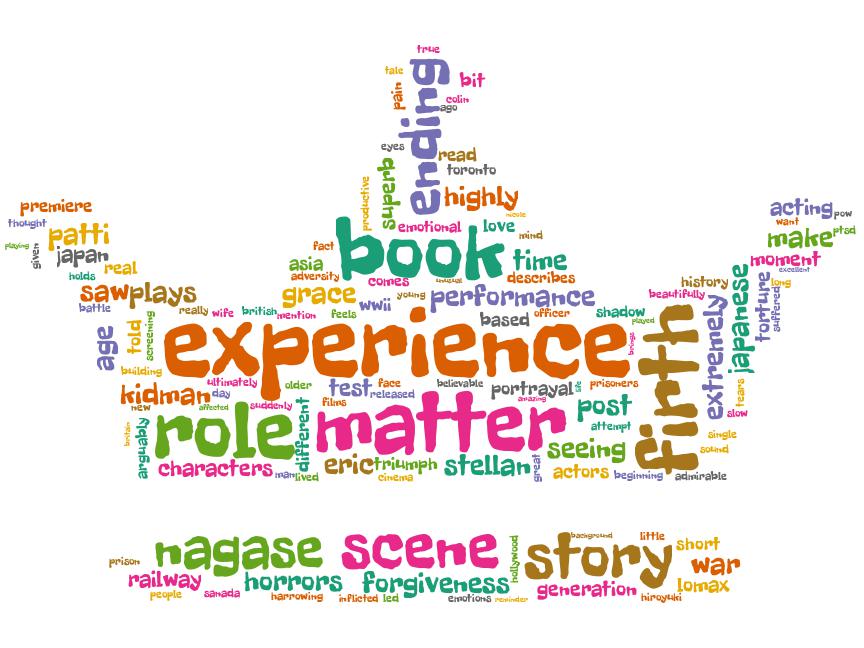 true
tale
bit
pain
colin
ago
ending
eyes
read
toronto
superb
productive
highly
nicole
premiere
thought
playing
given
patti
japan
holds
real
acting
pow
want
make
ptsd
moment
excellent
emotional
love
mind
fact
book
time
asia
adversity
comes
unusual
describes
saw
plays
battle
grace
wwii
young
performance
history
beautifully
japanese
torture
long
suffered
really
wife
british
mention
feels
based
officer
shadow
played
age
told
screening
experience
brings
firth
extremely
building
kidman
new
ultimately
day
older
test
face
released
believable
portrayal
life
prisoners
tears
slow
affected
suddenly
films
amazing
post
attempt
britain
arguably
role
different
matter
single
sound
characters
man
lived
eric
triumph
cinema
stellan
great
seeing
actors
beginning
admirable
prison
nagase
scene
hollywood
story
background
little
short
war
railway
horrors
forgiveness
generation
lomax
people
sanada
harrowing
inflicted
led
emotions
reminder
hiroyuki